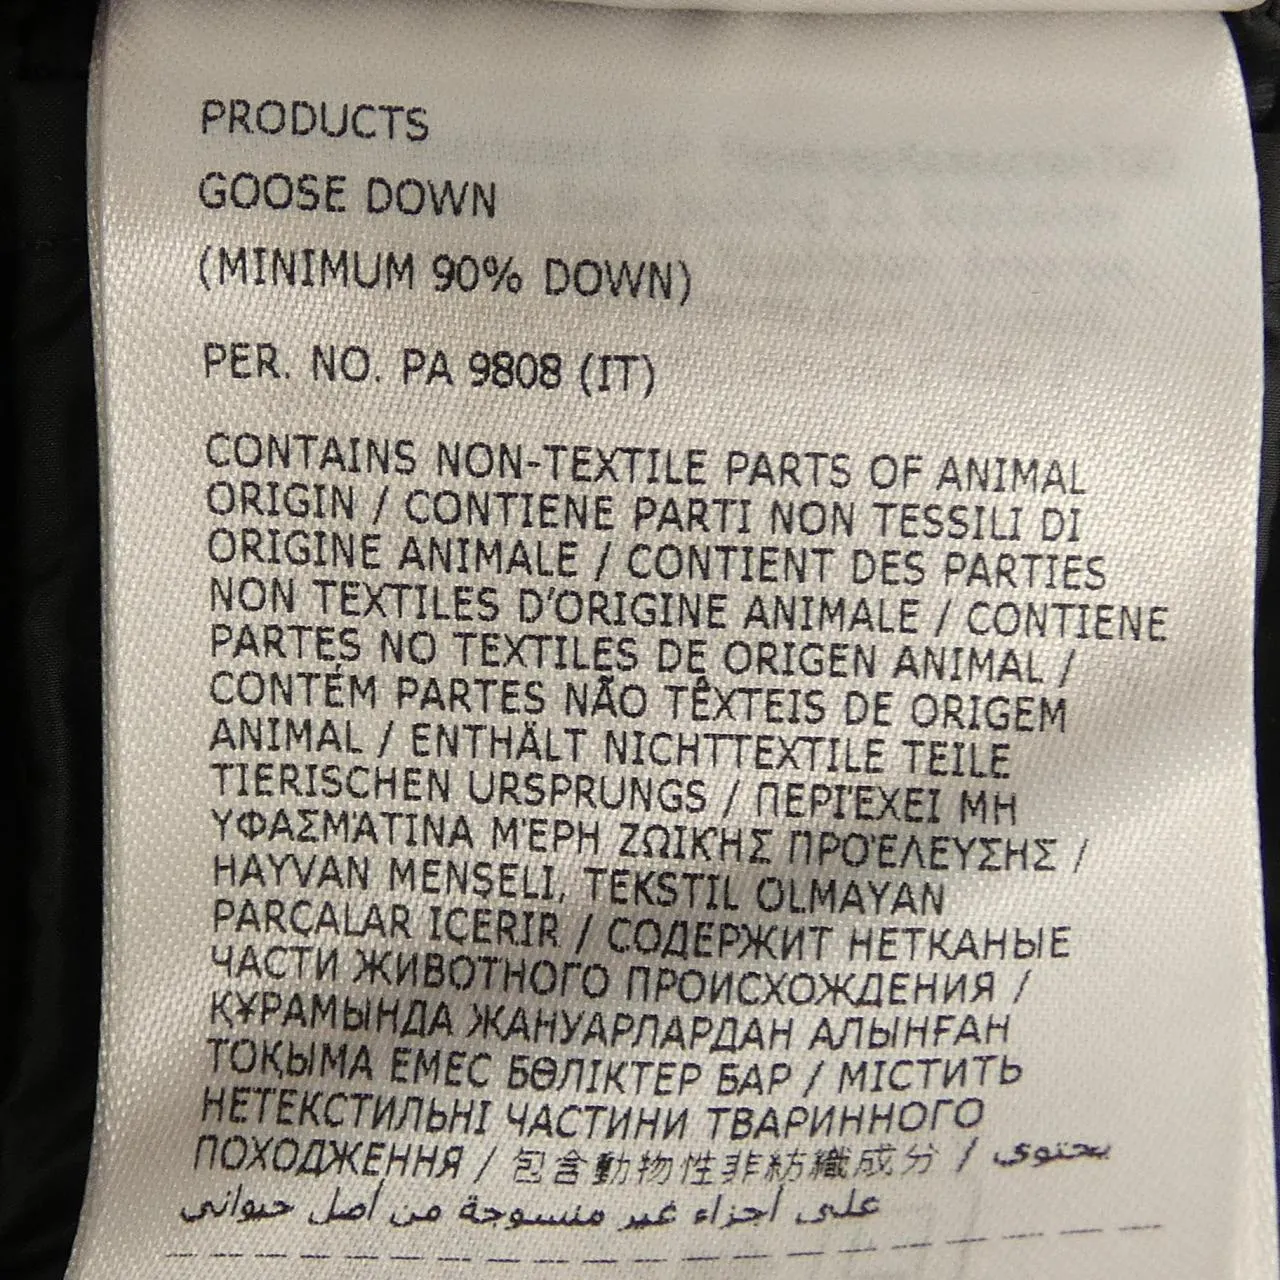 PRODUCTS
GOOSE DOWN
(MINIMUM 90% DOWN)
PER. NO. PA 9808 (IT)
CONTAINS NON-TEXTILE PARTS OF ANIMAL
ORIGIN / CONTIENE PARTI NON TESSILI DI
ORIGINE ANIMALE / CONTIENT DES PARTIES
NON TEXTILES D'ORIGINE ANIMALE / CONTIENE
PARTES NO TEXTILES DE ORIGEN ANIMAL /
CONTÉM PARTES NÃO TÊXTEIS DE ORIGEM
ANIMAL / ENTHÄLT NICHTTEXTILE TEILE
TIERISCHEN URSPRUNGS / ΠΕΡΙΈΧΕΙ ΜΗ
ΥΦΑΣΜΆΤΙΝΑ ΜΈΡΗ ΖΩΙΚΉΣ ΠΡΟΈΛΕΥΣΗΣ /
HAYVAN MENŞELI, TEKSTIL OLMAYAN
PARÇALAR IÇERIR / СОДЕРЖИТ НЕТКАНЫЕ
ЧАСТИ ЖИВОТНОГО ПРОИСХОЖДЕНИЯ /
ҚҰРАМЫНДА ЖАНУАРЛАРДАН АЛЫНҒАН
ТОҚЫМА ЕМЕС БӨЛІКТЕР БАР / МІСТИТЬ
НЕТЕКСТИЛЬНІ ЧАСТИНИ ТВАРИННОГО
ПОХОДЖЕННЯ / 包含動物性非紡織成分 / يحتوي
على أجزاء غير منسوجة من أصل حيواني